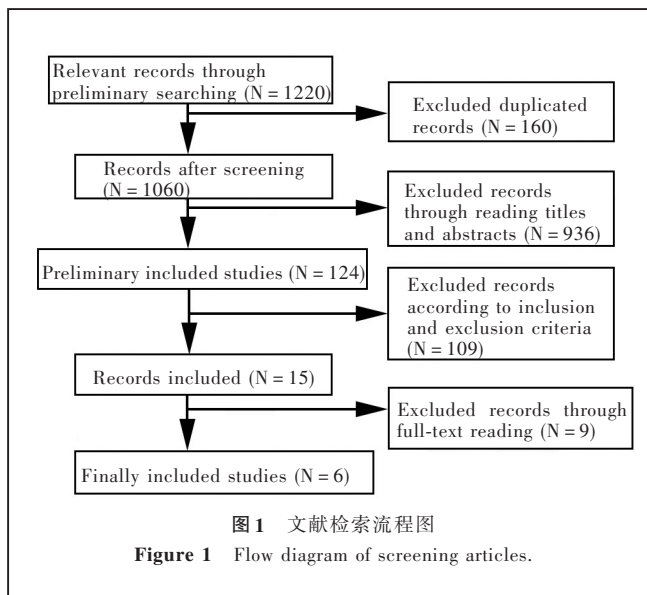 Relevant records through
preliminary searching (N = 1220)
Excluded duplicated
records (N = 160)
Records after screening
(N = 1060)
Excluded records
through reading titles
and abstracts (N = 936)
Preliminary included studies (N = 124)
Excluded records
according to inclusion
and exclusion criteria
(N = 109)
Records included (N = 15)
Excluded records through
full-text reading (N = 9)
Finally included studies (N = 6)
图1 文献检索流程图
Figure 1 Flow diagram of screening articles.